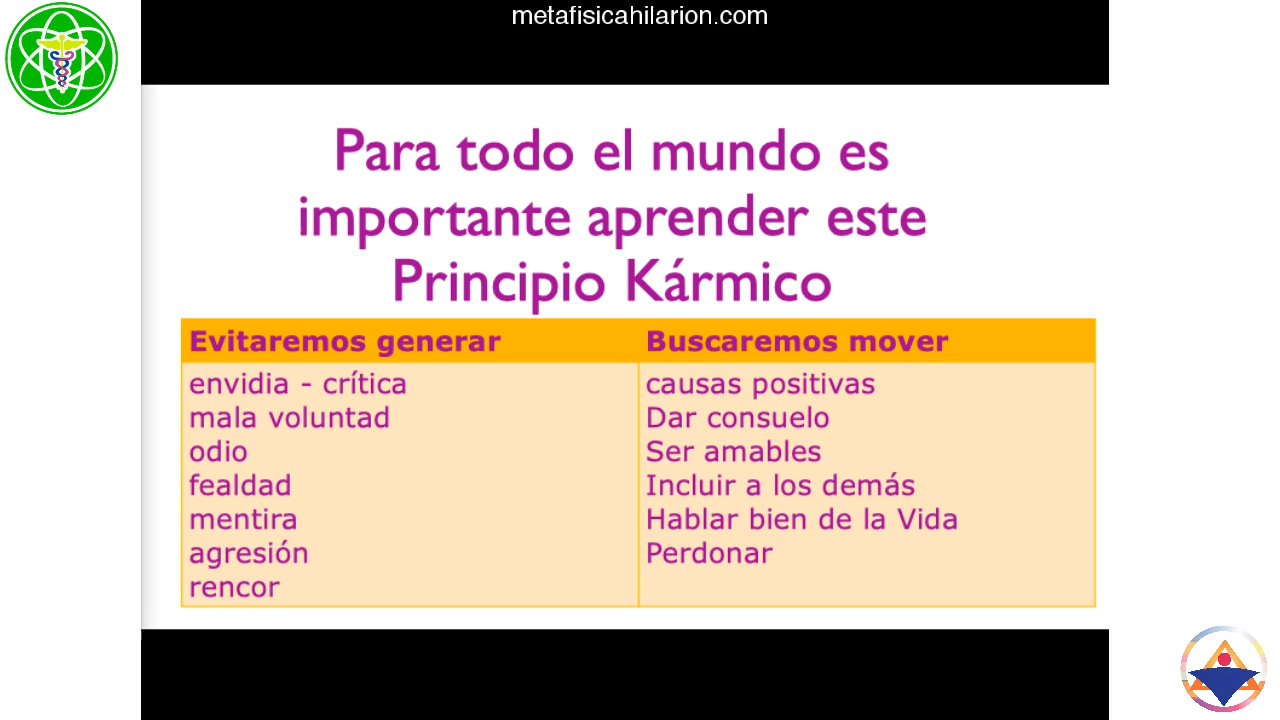 metafisicahilarion.com
Para todo el mundo es
importante aprender este
Principio Kármico
Evitaremos generar
envidia - crítica
mala voluntad
odio
fealdad
mentira
agresión
rencor
Buscaremos mover
causas positivas
Dar consuelo
Ser amables
Incluir a los demás
Hablar bien de la Vida
Perdonar